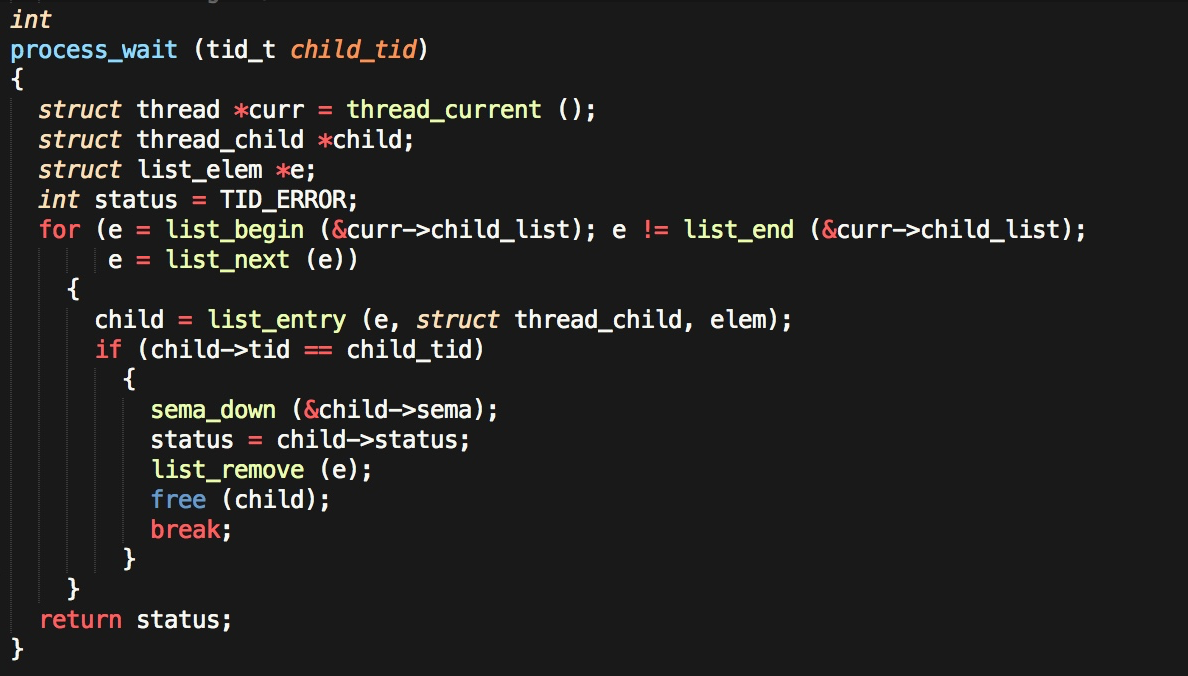 int
process_wait (tid_t child_tid)
{
  struct thread *curr = thread_current ();
  struct thread_child *child;
  struct list_elem *e;
  int status = TID_ERROR;
  for (e = list_begin (&curr->child_list); e != list_end (&curr->child_list);
       e = list_next (e))
    {
      child = list_entry (e, struct thread_child, elem);
      if (child->tid == child_tid)
        {
          sema_down (&child->sema);
          status = child->status;
          list_remove (e);
          free (child);
          break;
        }
    }
  return status;
}